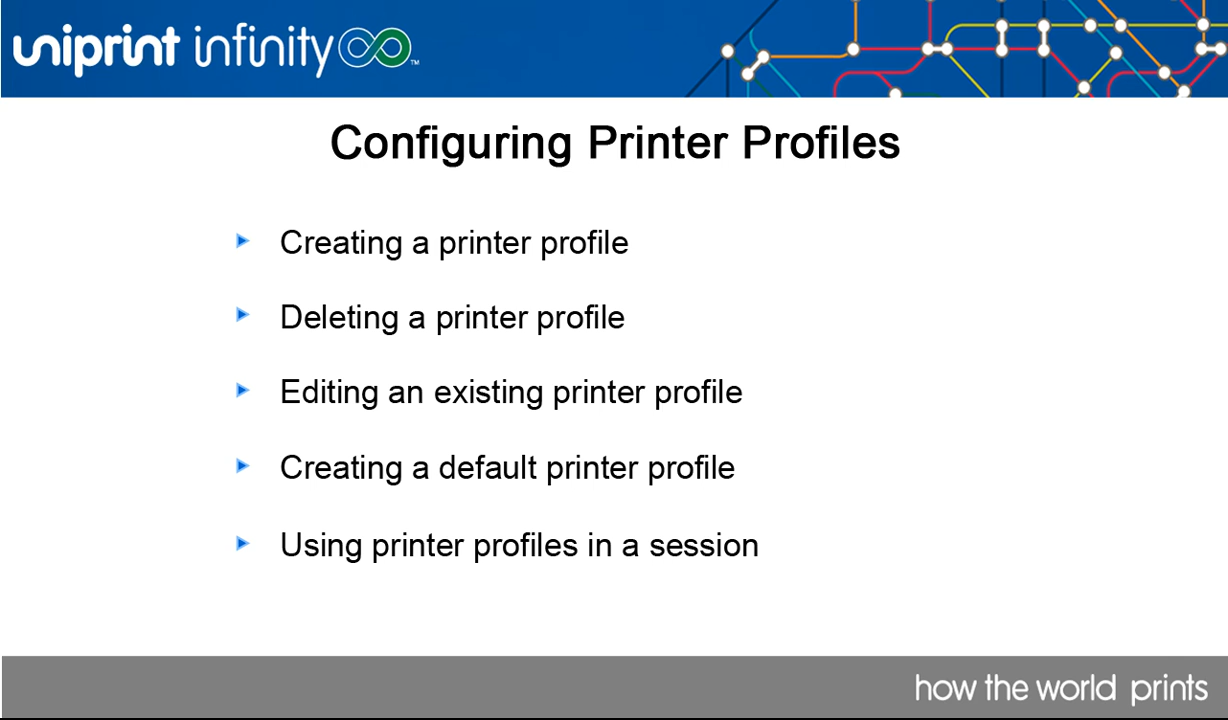 uniprint infinity™
Configuring Printer Profiles
Creating a printer profile
Deleting a printer profile
Editing an existing printer profile
Creating a default printer profile
Using printer profiles in a session
how the world prints